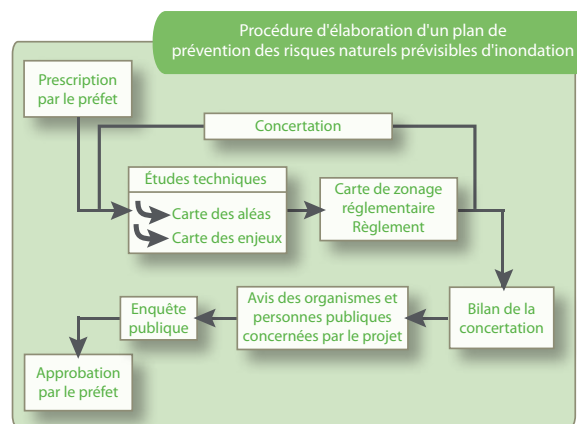 Procédure d'élaboration d'un plan de
prévention des risques naturels prévisibles d'inondation
Prescription
par le préfet
Concertation
Études techniques
Carte des aléas
Carte des enjeux
Carte de zonage
réglementaire
Règlement
Bilan de la
concertation
Avis des organismes et
personnes publiques
concernées par le projet
Enquête
publique
Approbation
par le préfet